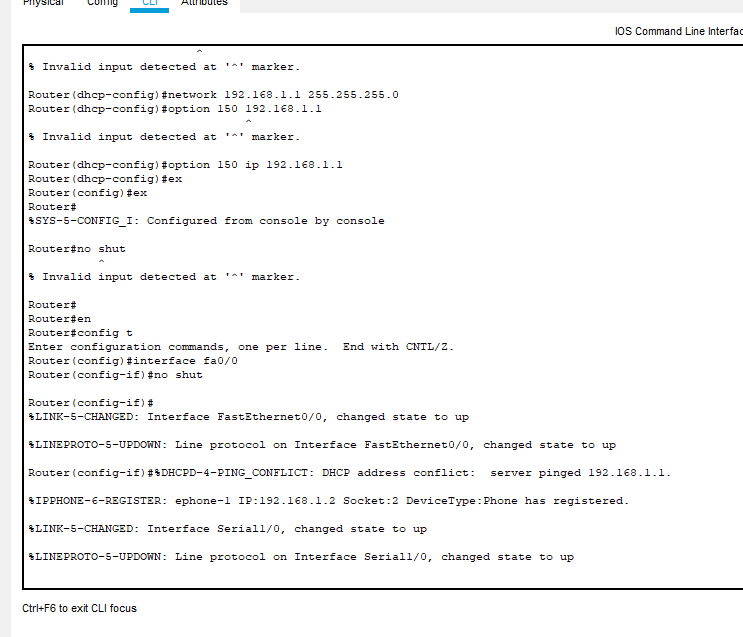 Physical Config CLI Attributes
IOS Command Line Interfac
^
% Invalid input detected at '^' marker.
Router(dhcp-config)#network 192.168.1.1 255.255.255.0
Router(dhcp-config)#option 150 192.168.1.1
^
% Invalid input detected at '^' marker.
Router(dhcp-config)#option 150 ip 192.168.1.1
Router(dhcp-config)#ex
Router(config)#ex
Router#
%SYS-5-CONFIG_I: Configured from console by console
Router#no shut
^
% Invalid input detected at '^' marker.
Router#
Router#en
Router#config t
Enter configuration commands, one per line.  End with CNTL/Z.
Router(config)#interface fa0/0
Router(config-if)#no shut
Router(config-if)#
%LINK-5-CHANGED: Interface FastEthernet0/0, changed state to up
%LINEPROTO-5-UPDOWN: Line protocol on Interface FastEthernet0/0, changed state to up
Router(config-if)#%DHCPD-4-PING_CONFLICT: DHCP address conflict:  server pinged 192.168.1.1.
%IPPHONE-6-REGISTER: ephone-1 IP:192.168.1.2 Socket:2 DeviceType:Phone has registered.
%LINK-5-CHANGED: Interface Serial1/0, changed state to up
%LINEPROTO-5-UPDOWN: Line protocol on Interface Serial1/0, changed state to up
Ctrl+F6 to exit CLI focus